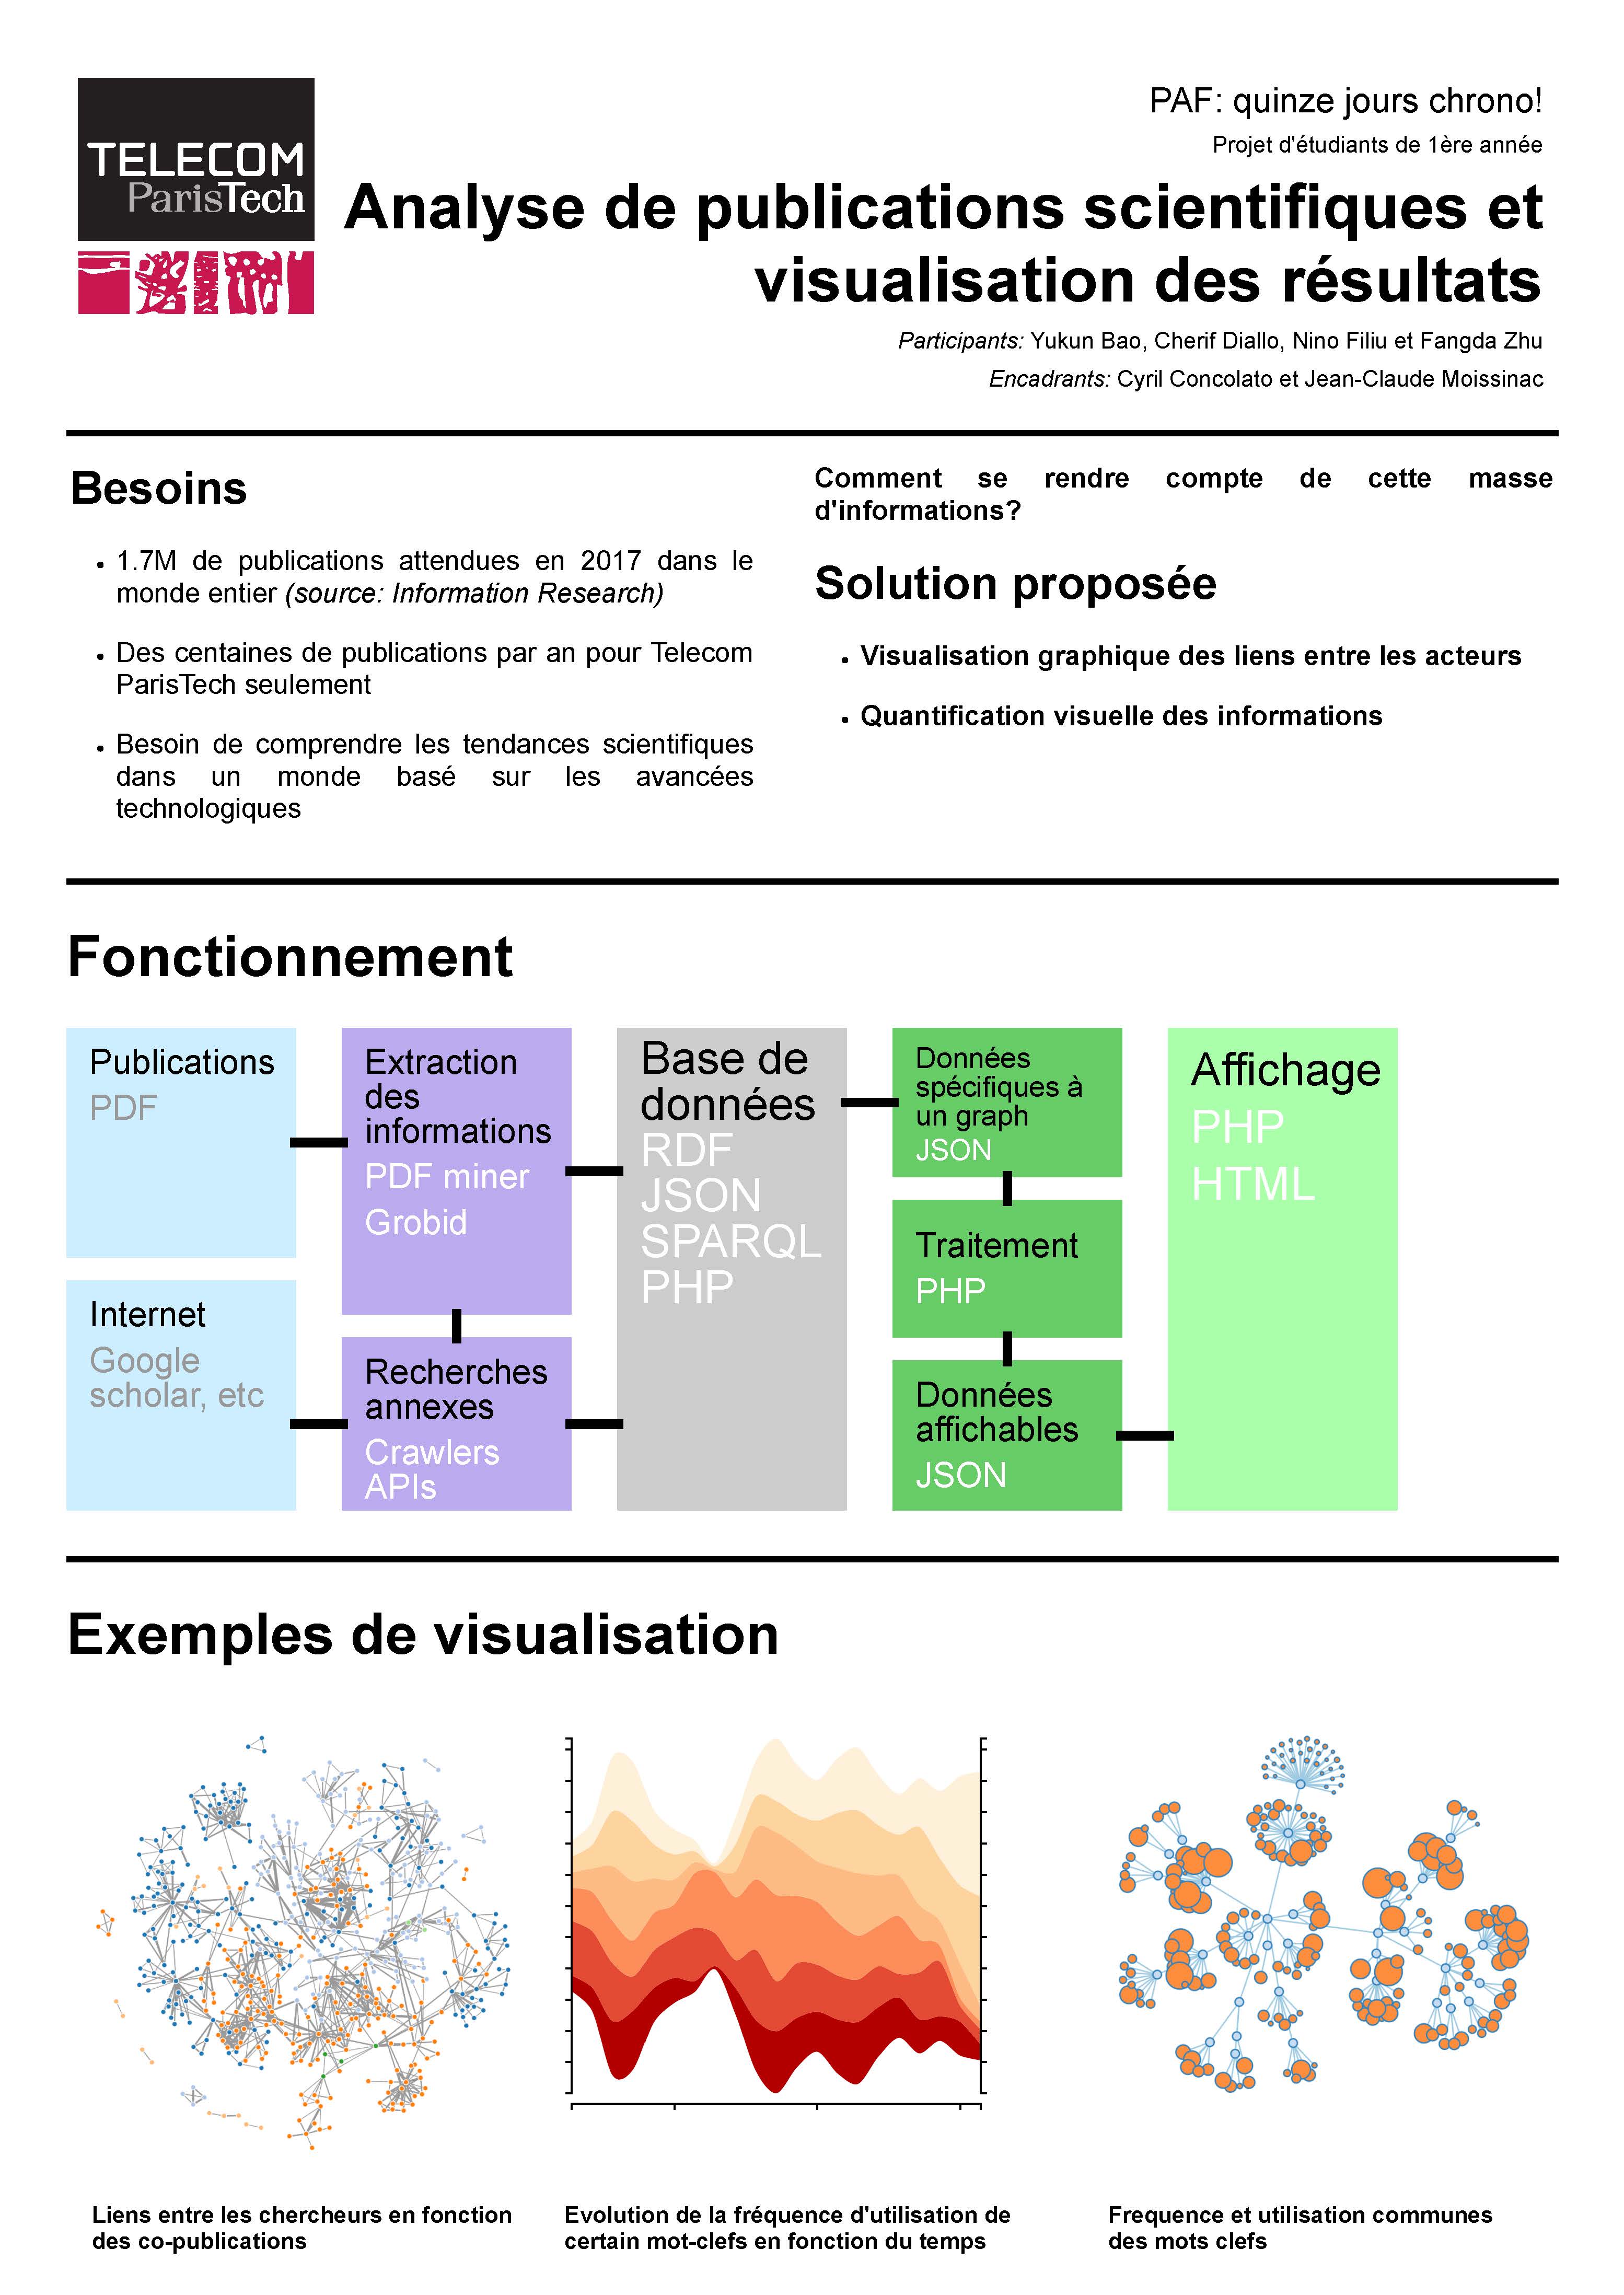 TELECOM
ParisTech
PAF: quinze jours chrono!
Projet d'étudiants de 1ère année
Analyse de publications scientifiques et
visualisation des résultats
Participants: Yukun Bao, Cherif Diallo, Nino Filiu et Fangda Zhu
Encadrants: Cyril Concolato et Jean-Claude Moissinac
Besoins
• 1.7M de publications attendues en 2017 dans le
monde entier (source: Information Research)
• Des centaines de publications par an pour Telecom
ParisTech seulement
• Besoin de comprendre les tendances scientifiques
dans un monde basé sur les avancées
technologiques
Comment se rendre compte de cette masse
d'informations?
Solution proposée
• Visualisation graphique des liens entre les acteurs
• Quantification visuelle des informations
Fonctionnement
Publications
PDF
Internet
Google
scholar, etc
Extraction
des
informations
PDF miner
Grobid
Recherches
annexes
Crawlers
APIs
Base de
données
RDF
JSON
SPARQL
PHP
Données
spécifiques à
un graph
JSON
Traitement
PHP
Données
affichables
JSON
Affichage
PHP
HTML
Exemples de visualisation
Liens entre les chercheurs en fonction
des co-publications
Evolution de la fréquence d'utilisation de
certain mot-clefs en fonction du temps
Frequence et utilisation communes
des mots clefs